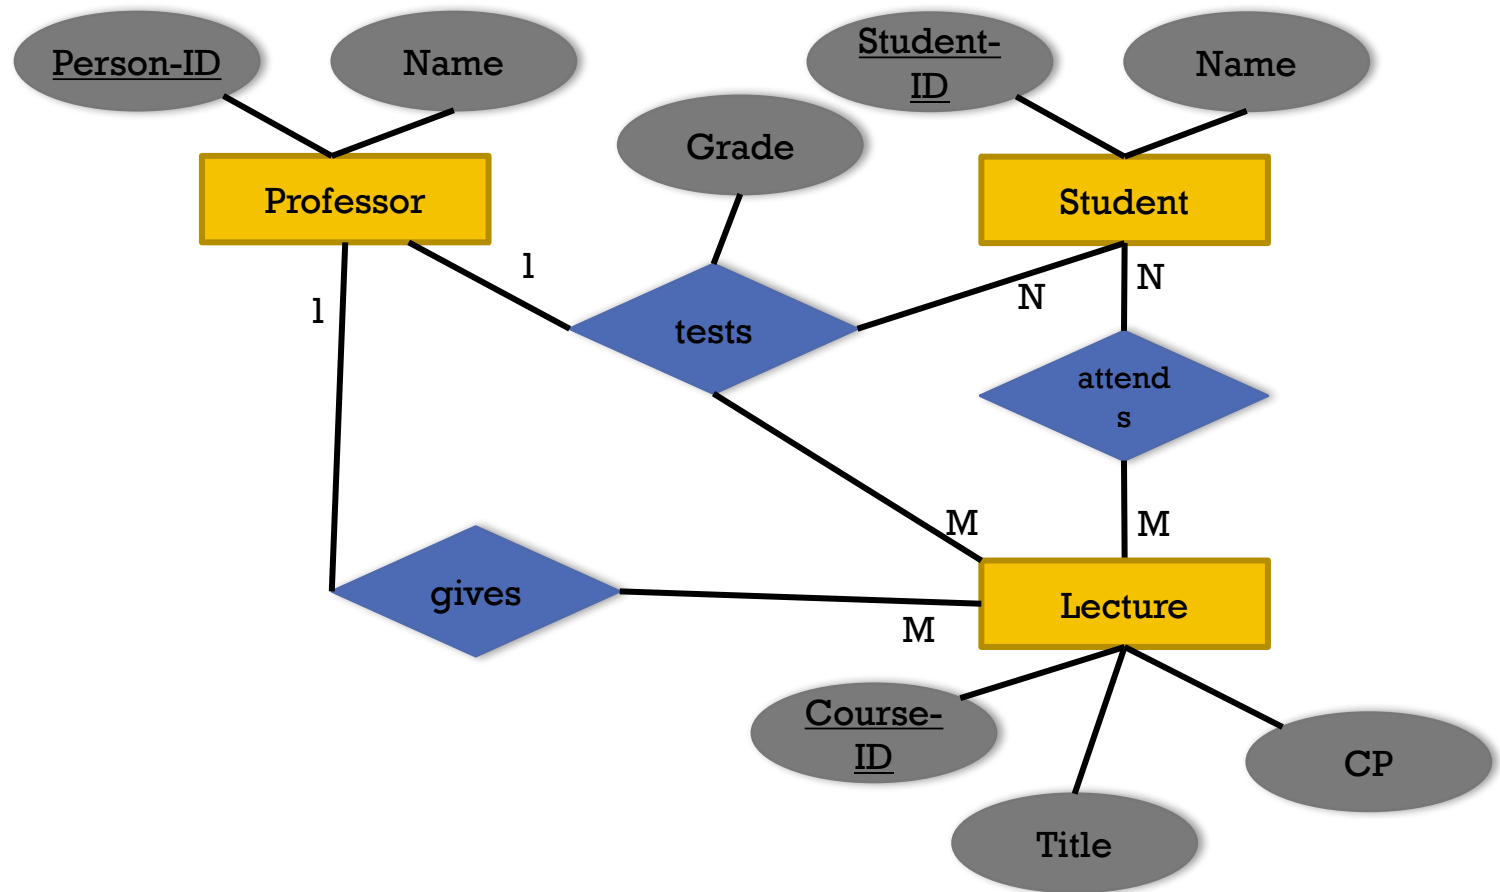 Person-ID
Name
Student-
ID
Name
Grade
Professor
Student
1
N
N
1
tests
attend
s
M
M
gives
Lecture
M
Course-
ID
CP
Title